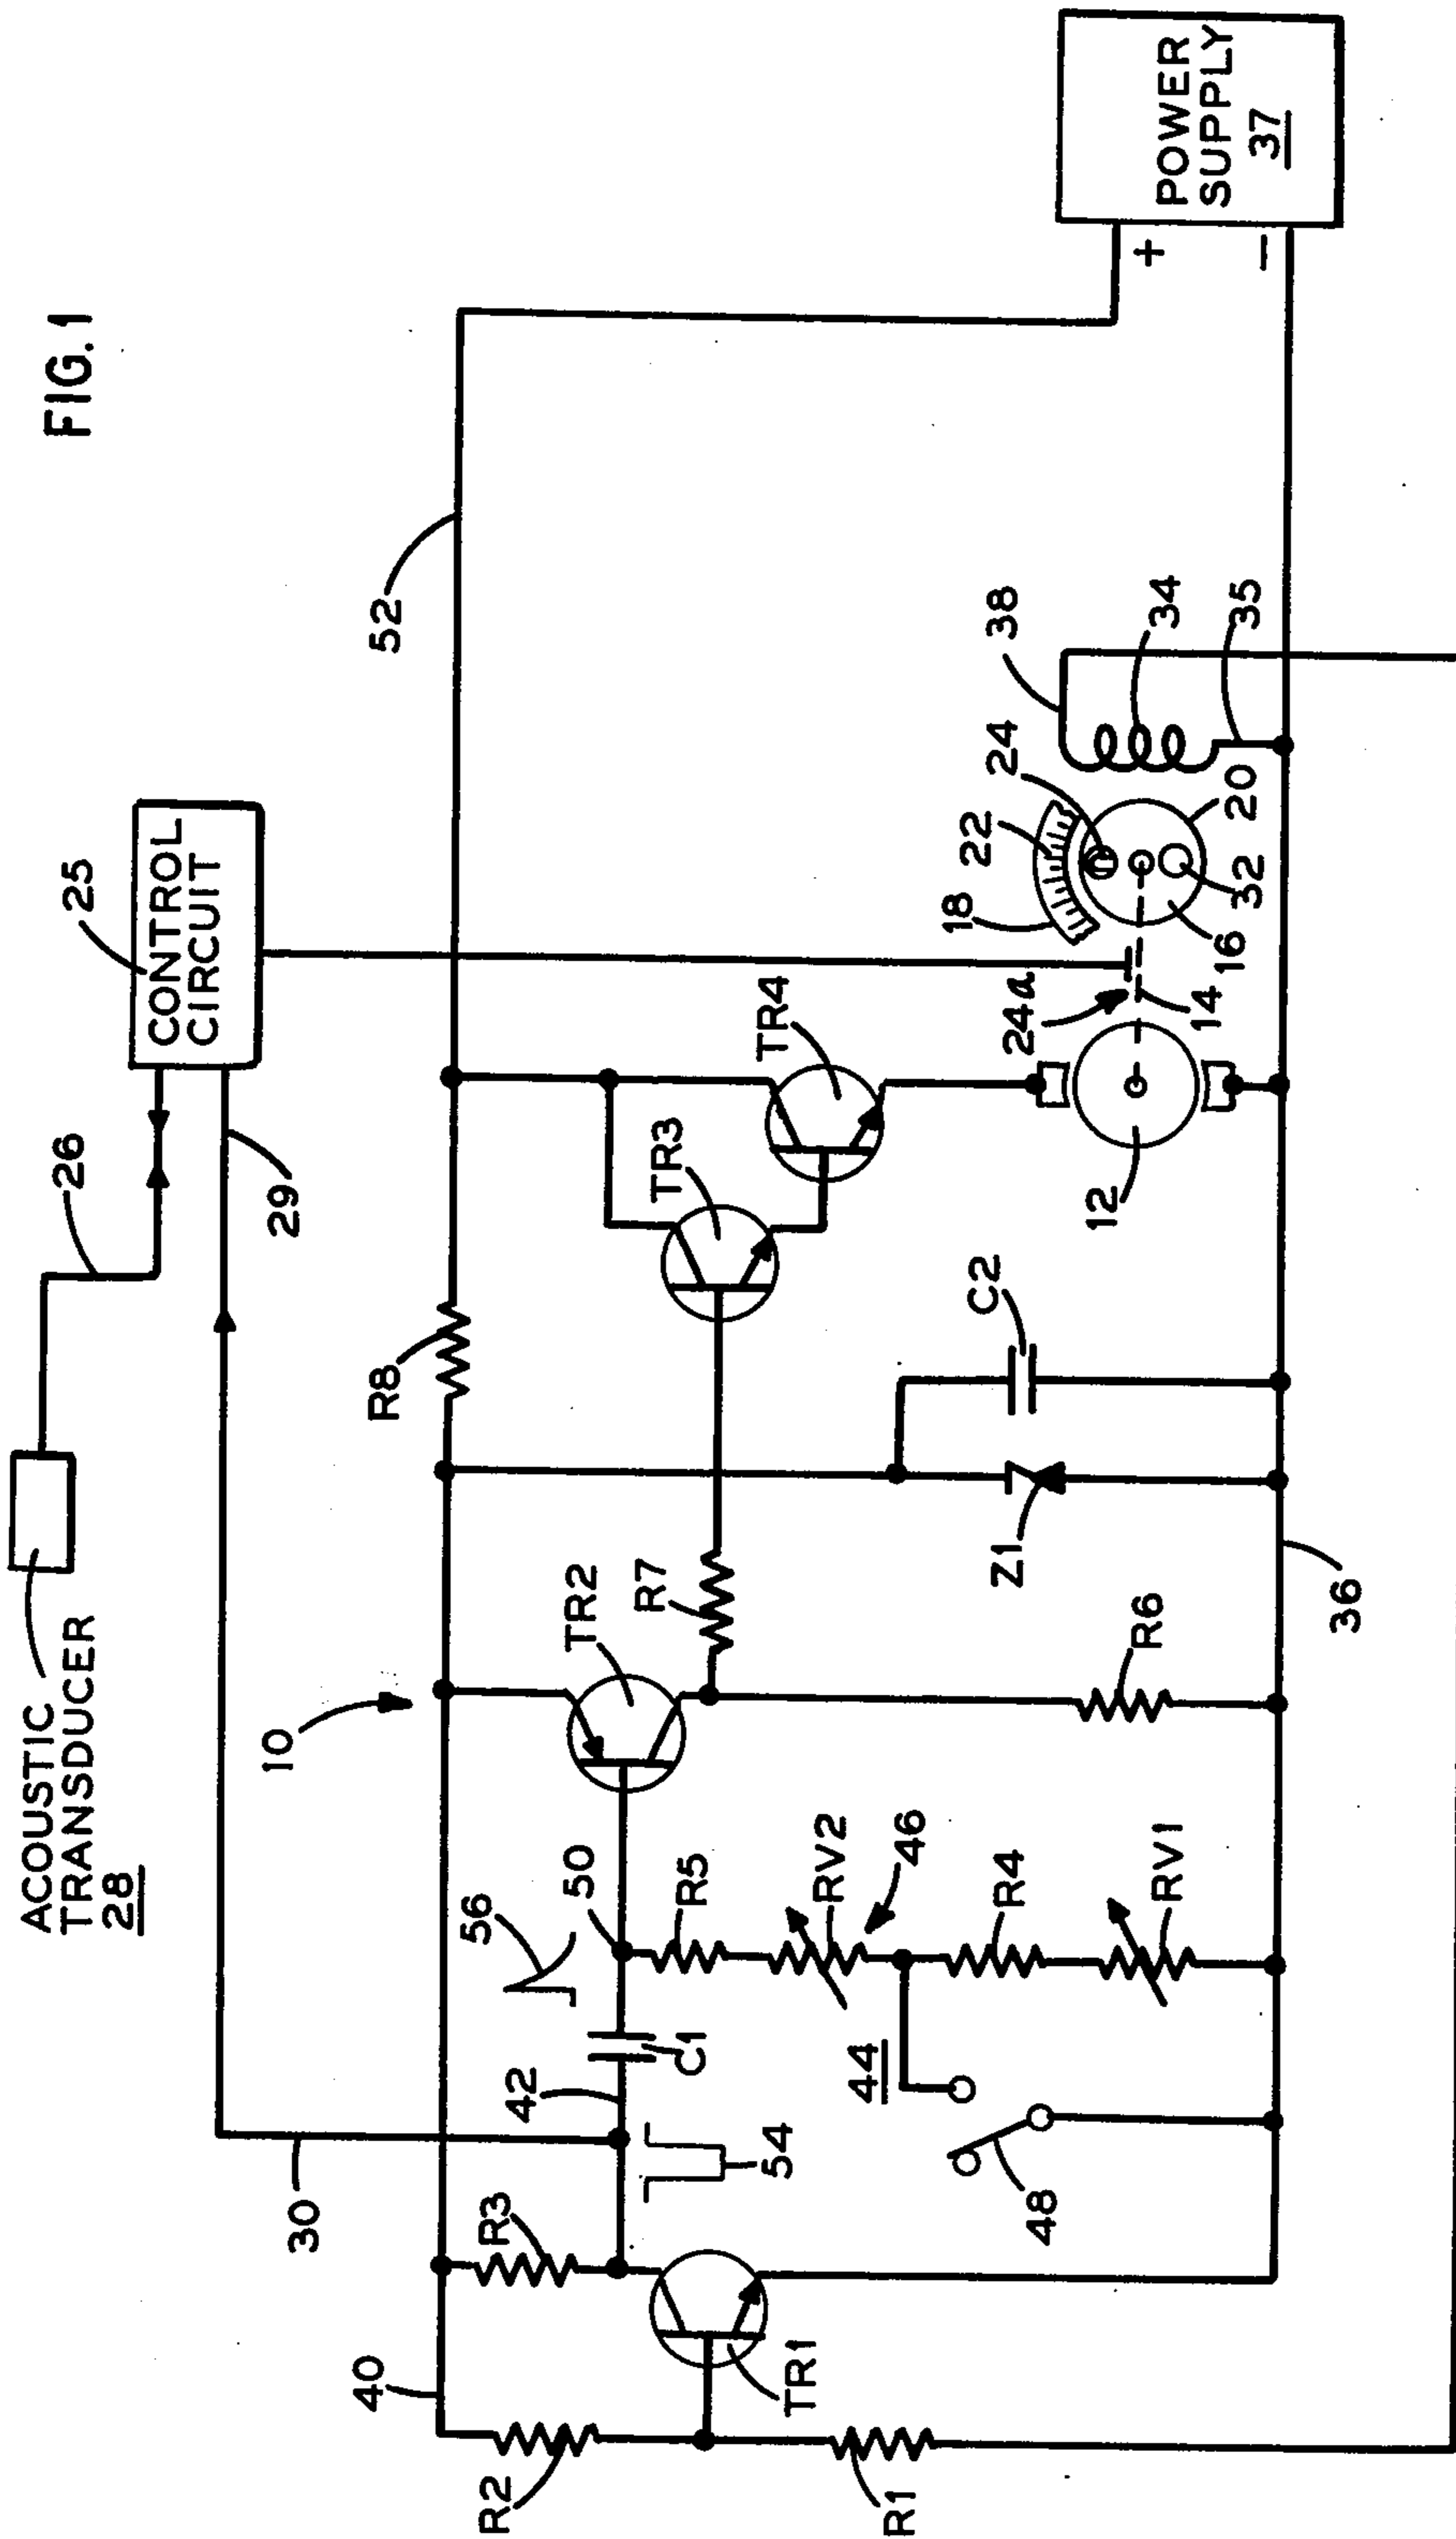 FIG. 1
ACOUSTIC
TRANSDUCER
28
26
25
CONTROL
CIRCUIT
29
30
10
52
40
R2
R3
R8
42
56
50
TR2
54
C1
R5
R7
TR3
TR4
TR1
R1
48
44
RV2
46
R4
RV1
R6
Z1
C2
36
12
24a
14
16
18
22
24
32
20
38
34
35
+
−
POWER
SUPPLY
37